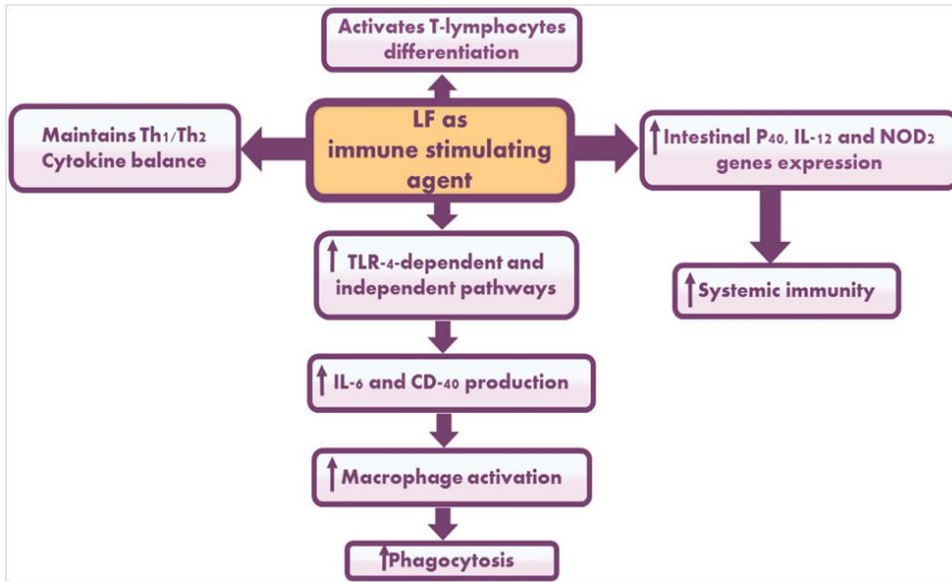 Activates T-lymphocytes
differentiation
LF as
immune stimulating
agent
Maintains Th1/Th2
Cytokine balance
↑ Intestinal P40, IL-12 and NOD2
genes expression
↑ TLR-4-dependent and
independent pathways
↑ Systemic immunity
↑ IL-6 and CD-40 production
↑ Macrophage activation
↑ Phagocytosis